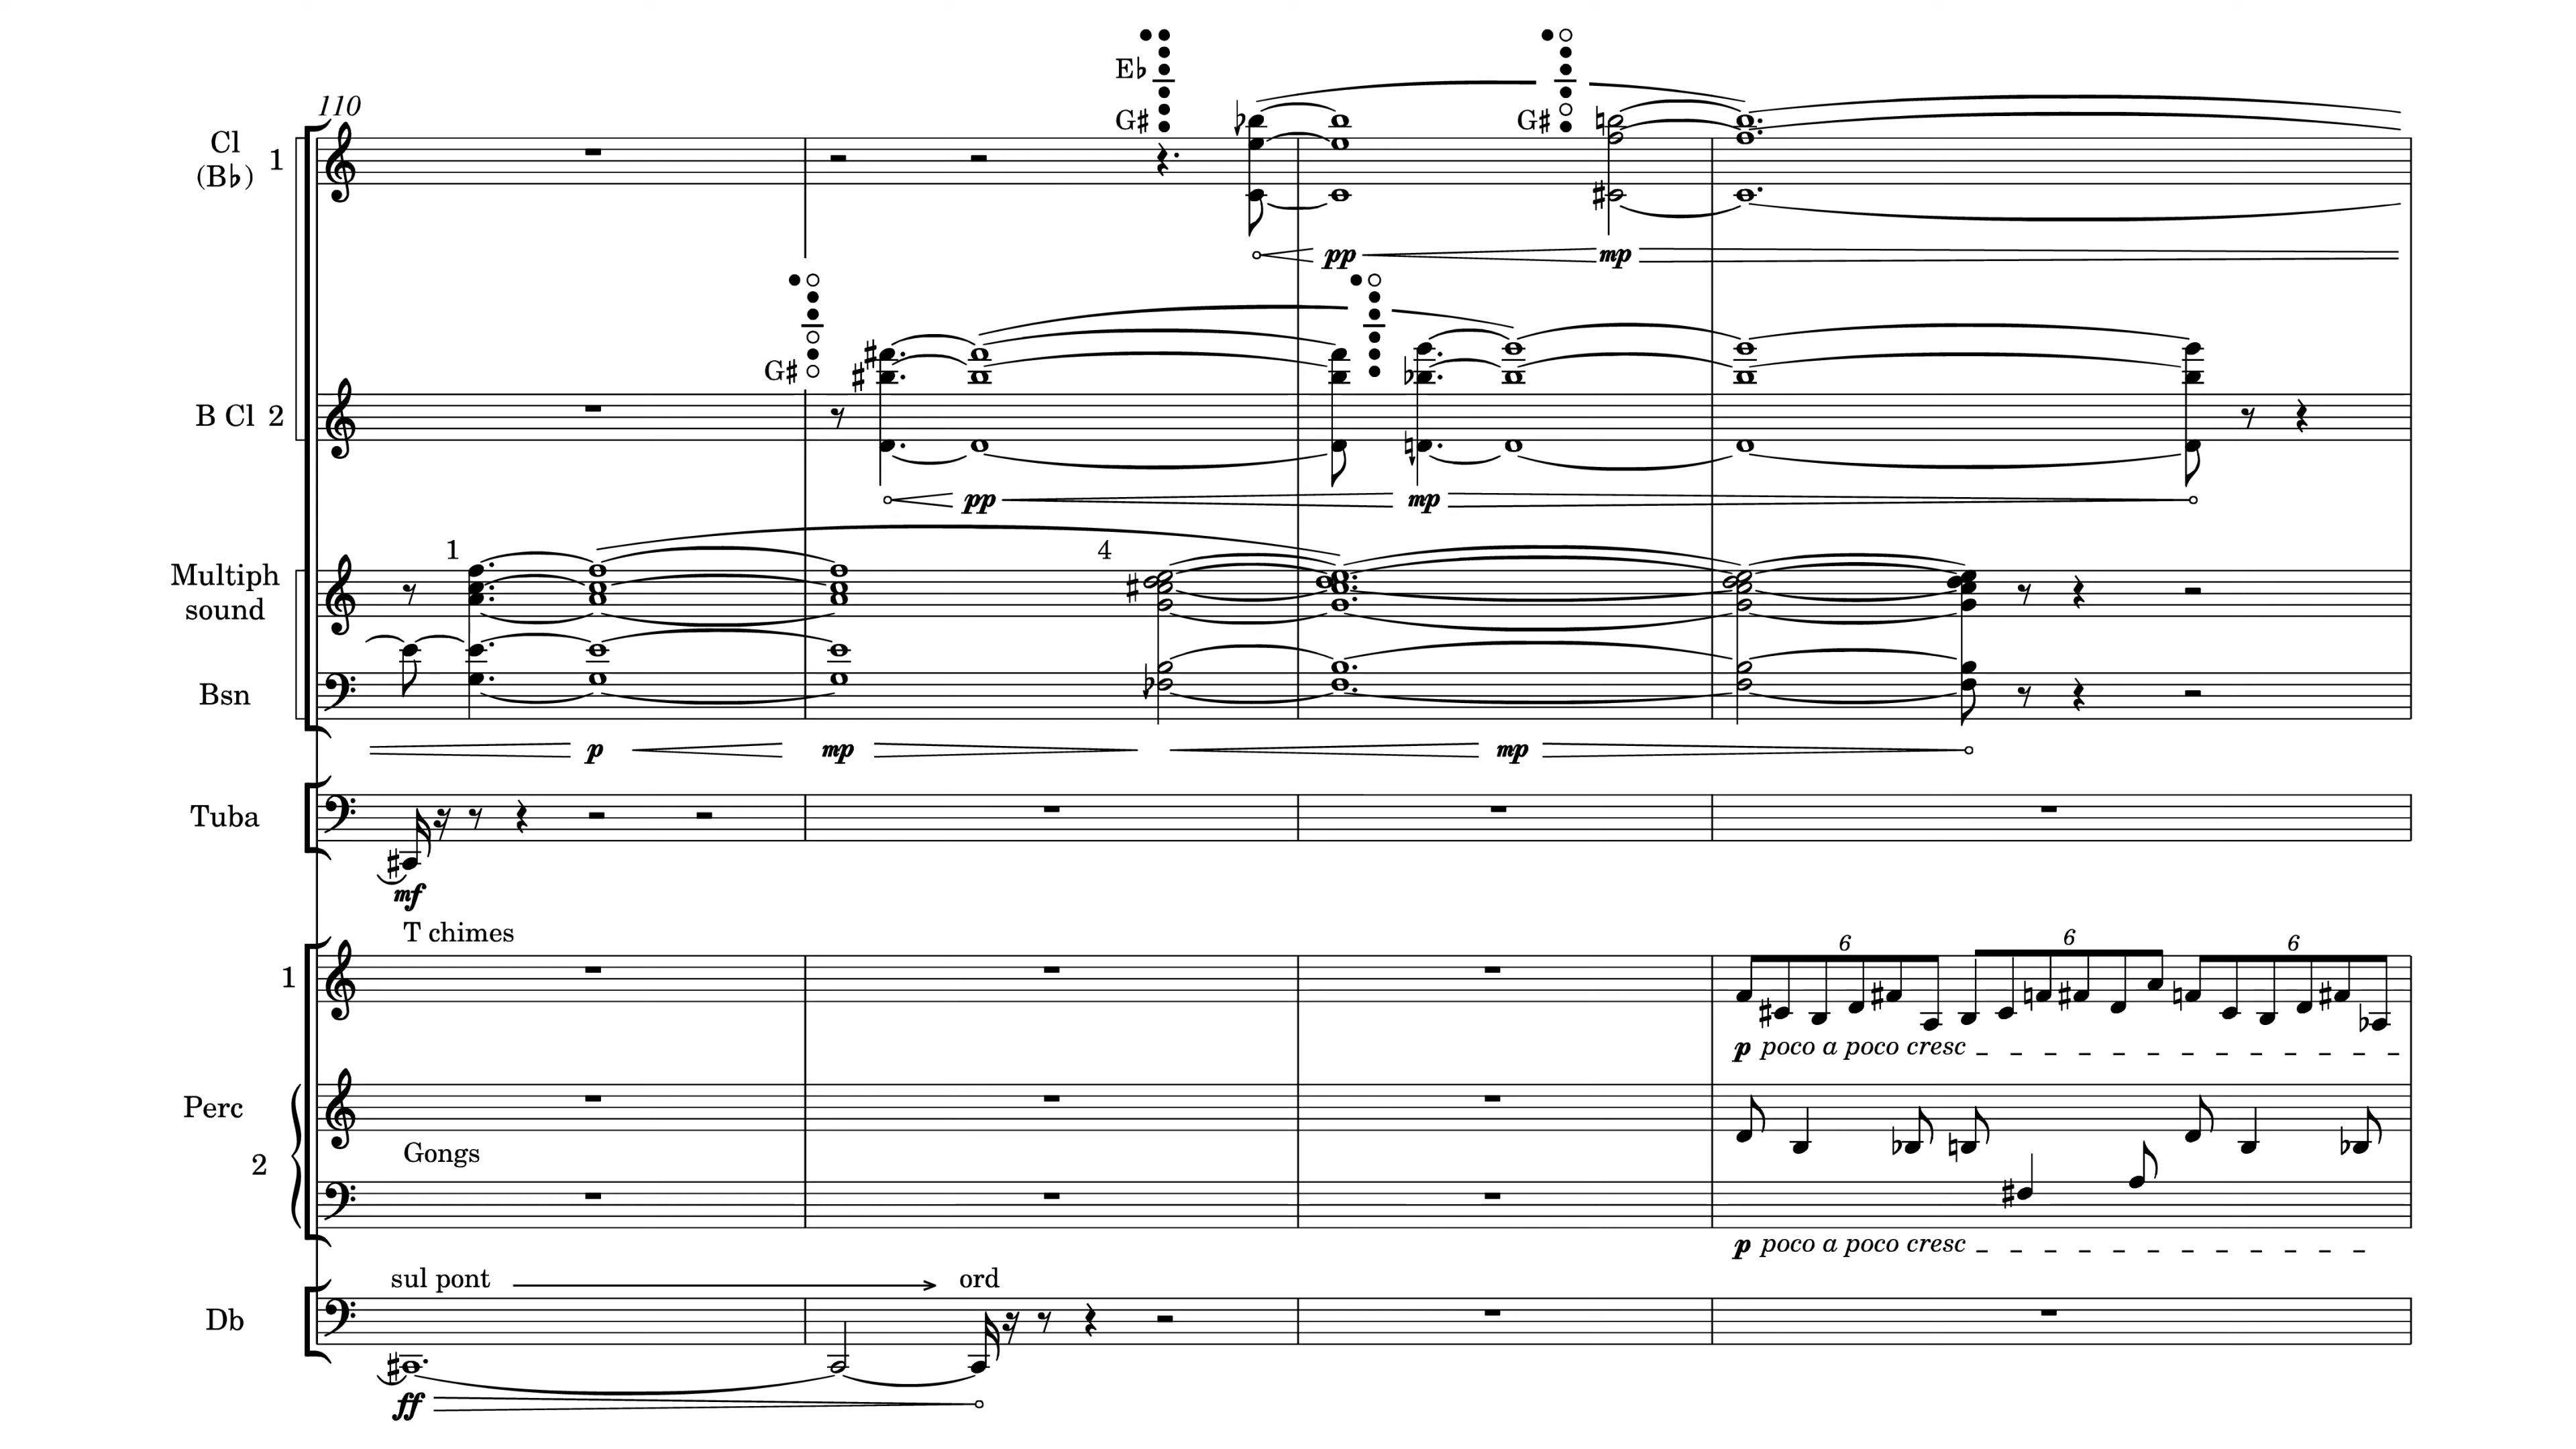 110
E♭
G♯
G♯
Cl
(B♭)
1
pp
mp
G♯
B Cl 2
pp
mp
1
4
Multiph
sound
Bsn
p
mp
mp
Tuba
mf
T chimes
1
6
6
6
p poco a poco cresc
Perc
2
Gongs
p poco a poco cresc
sul pont
ord
Db
ff